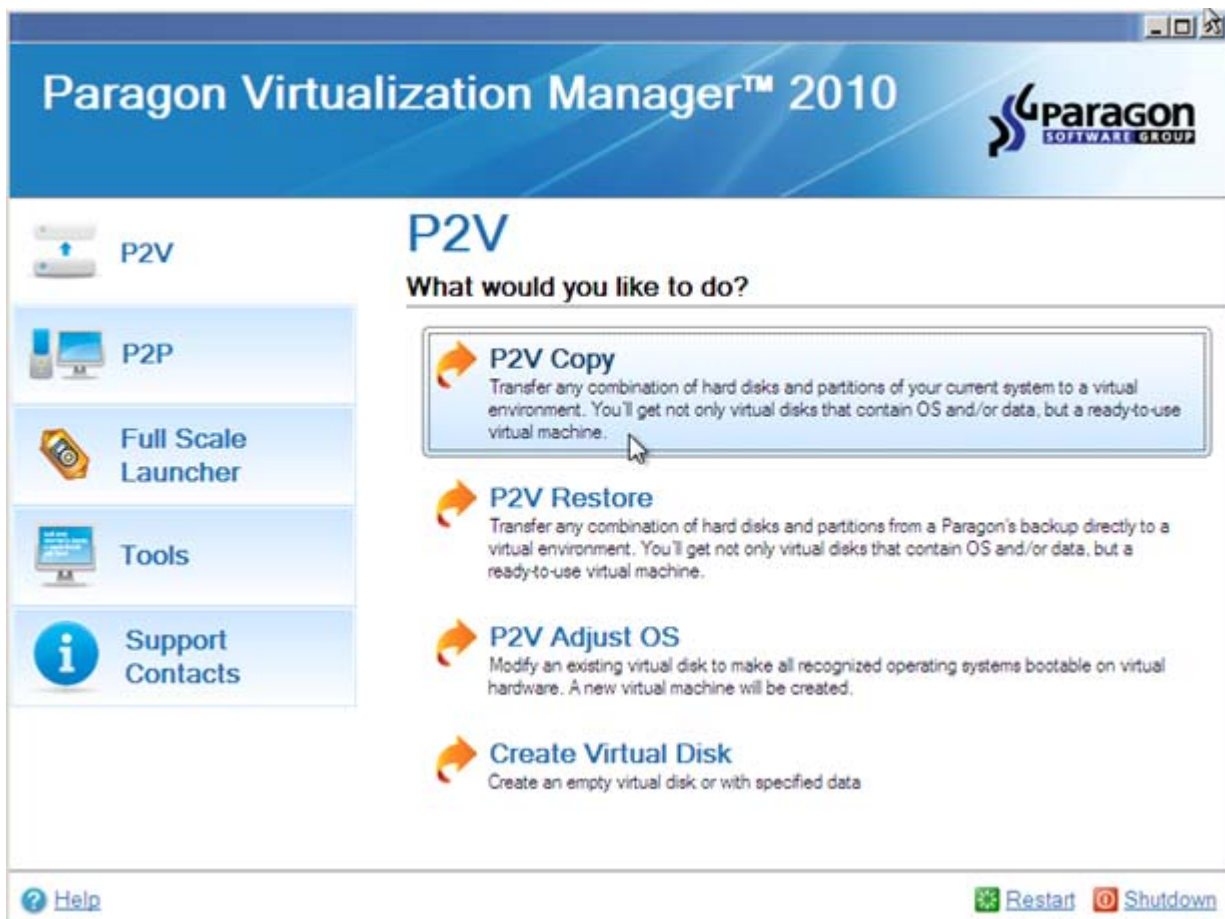 Paragon Virtualization Manager™ 2010
Paragon
SOFTWARE GROUP
P2V
P2P
Full Scale
Launcher
Tools
Support
Contacts
P2V
What would you like to do?
P2V Copy
Transfer any combination of hard disks and partitions of your current system to a virtual
environment. You'll get not only virtual disks that contain OS and/or data, but a ready-to-use
virtual machine.
P2V Restore
Transfer any combination of hard disks and partitions from a Paragon's backup directly to a
virtual environment. You'll get not only virtual disks that contain OS and/or data, but a
ready-to-use virtual machine.
P2V Adjust OS
Modify an existing virtual disk to make all recognized operating systems bootable on virtual
hardware. A new virtual machine will be created.
Create Virtual Disk
Create an empty virtual disk or with specified data
Help
Restart
Shutdown